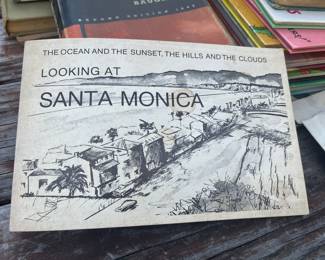 THE OCEAN AND THE SUNSET, THE HILLS AND THE CLOUDS
LOOKING AT
SANTA MONICA